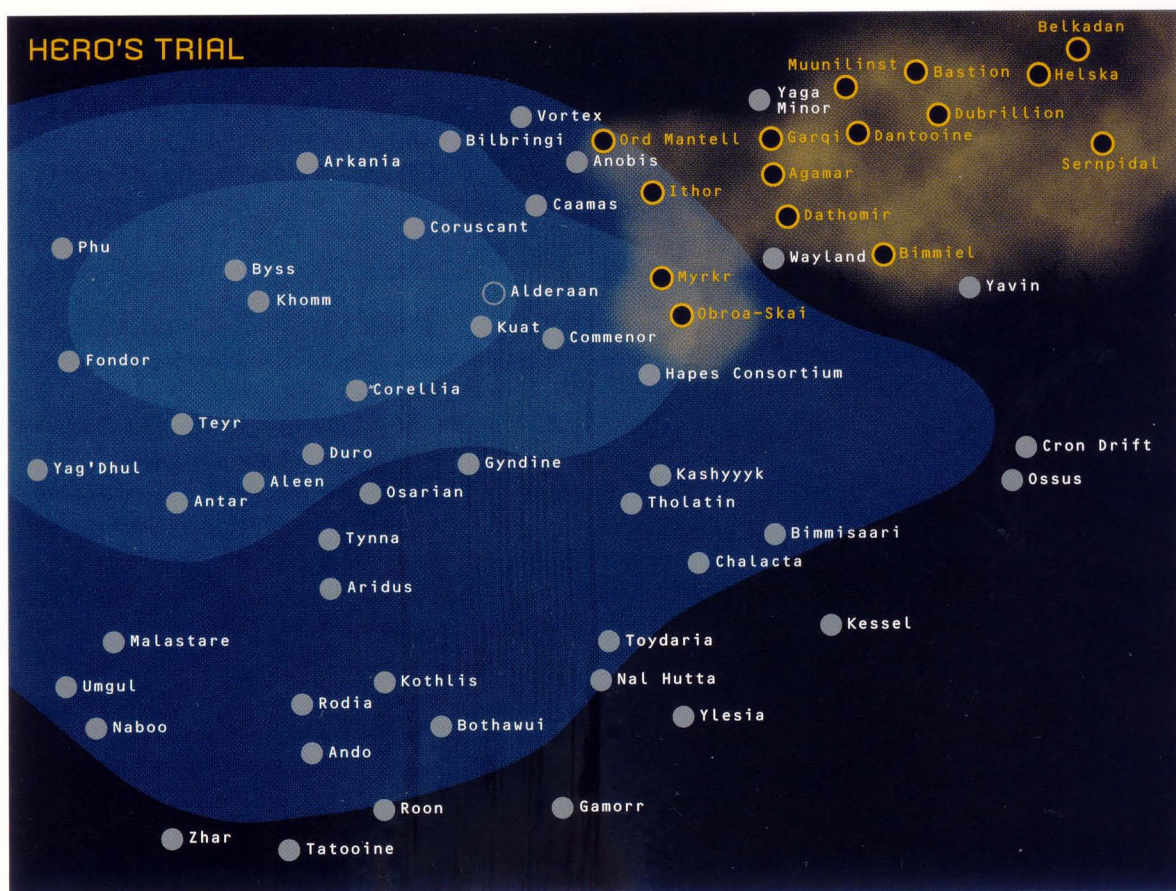 HERO'S TRIAL
Belkadan
Muunilinst
Bastion
Helska
Yaga
Minor
Vortex
Dubrillion
Bilbringi
Ord Mantell
Garqi
Dantooine
Sernpidal
Arkania
Anobis
Agamar
Ithor
Caamas
Dathomir
Coruscant
Phu
Wayland
Bimmiel
Byss
Myrkr
Yavin
Khomm
Alderaan
Obroa-Skai
Kuat
Commenor
Fondor
Hapes Consortium
Corellia
Teyr
Cron Drift
Duro
Gyndine
Yag'Dhul
Kashyyyk
Aleen
Ossus
Antar
Osarian
Tholatin
Tynna
Bimmisaari
Chalacta
Aridus
Kessel
Malastare
Toydaria
Umgul
Kothlis
Nal Hutta
Rodia
Ylesia
Naboo
Bothawui
Ando
Roon
Gamorr
Zhar
Tatooine